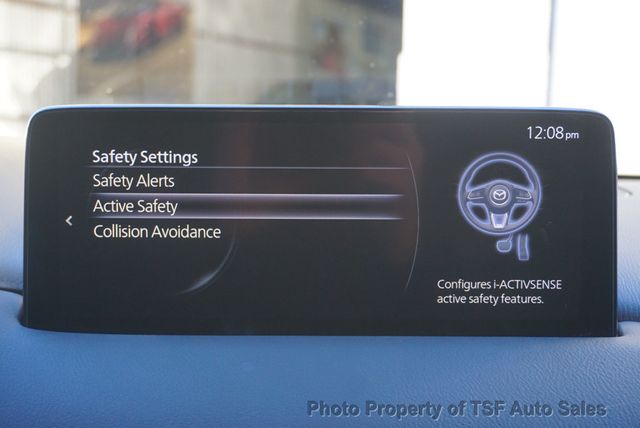 12:08pm
Safety Settings
Safety Alerts
Active Safety
Collision Avoidance
Configures i-ACTIVSENSE
active safety features.
Photo Property of TSF Auto Sales